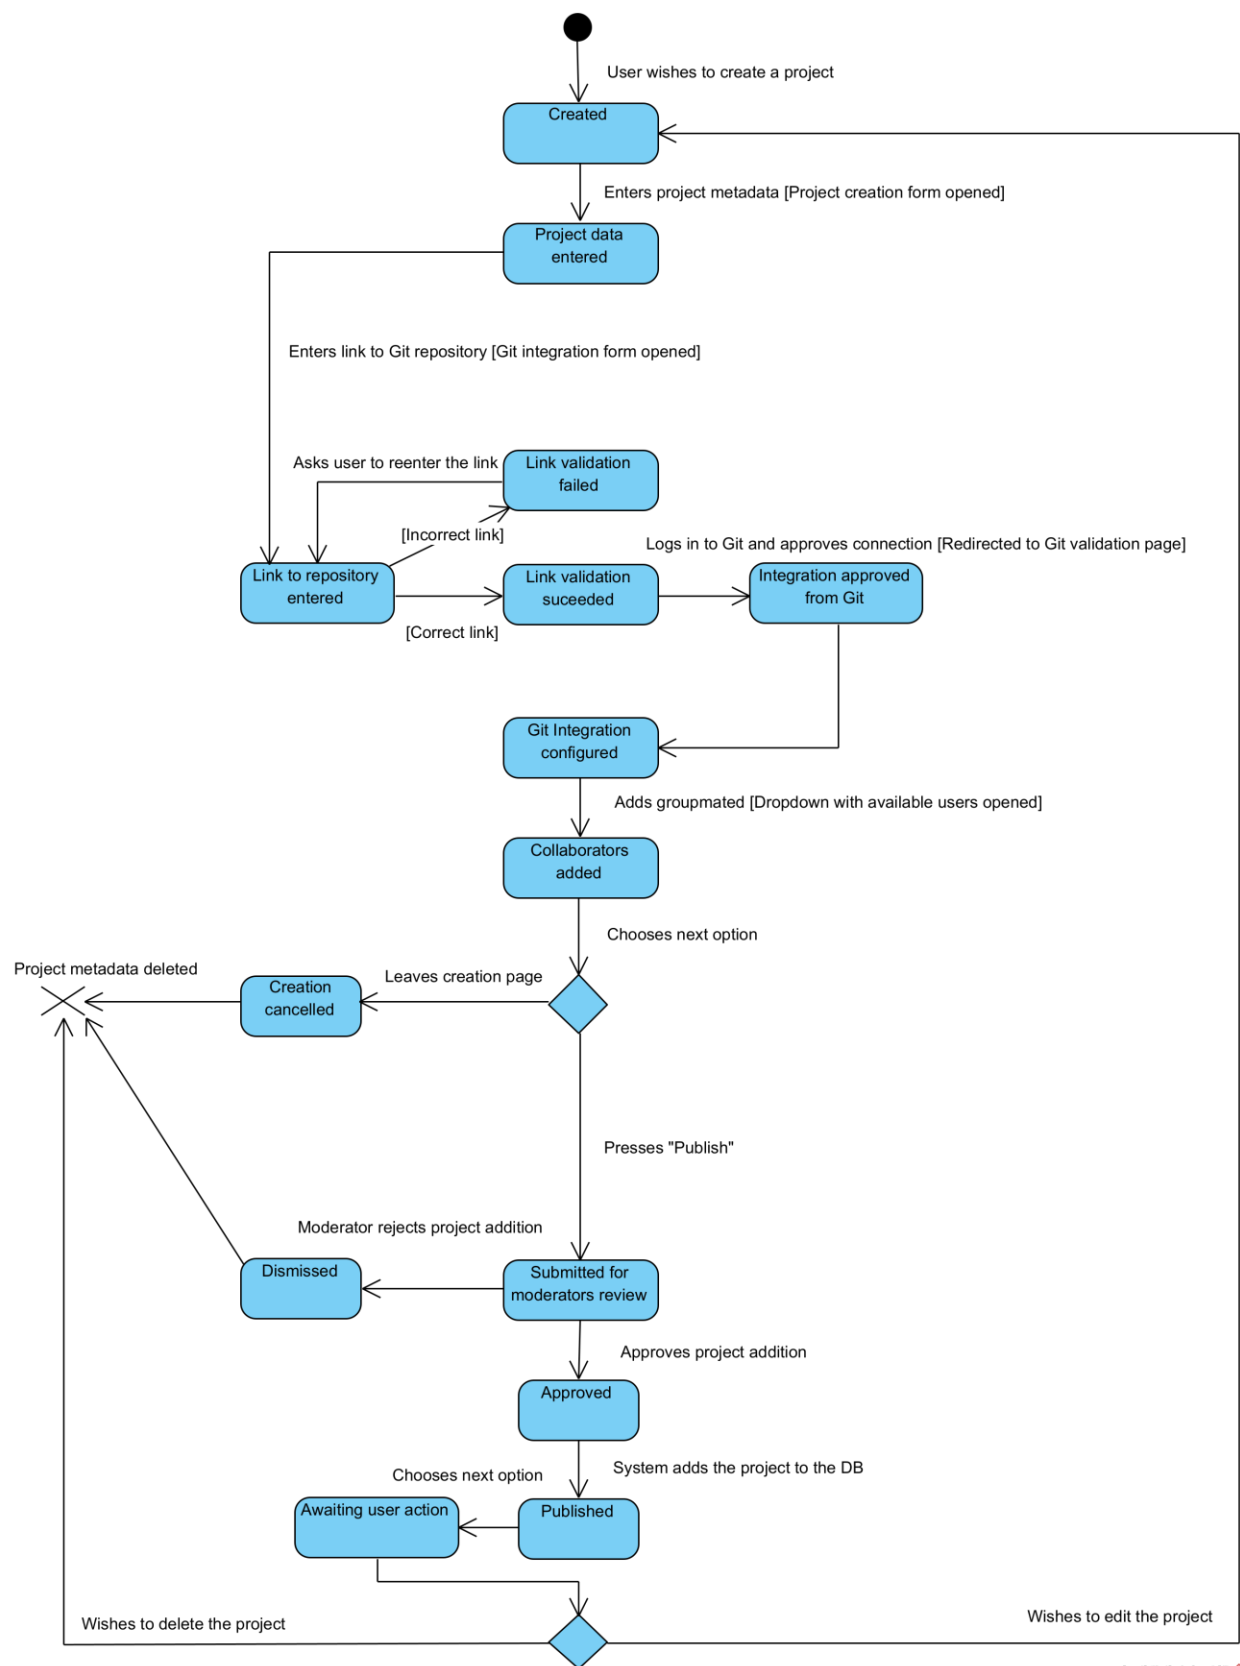 User wishes to create a project
Created
Enters project metadata [Project creation form opened]
Project data
entered
Enters link to Git repository [Git integration form opened]
Asks user to reenter the link
Link validation
failed
[Incorrect link]
Logs in to Git and approves connection [Redirected to Git validation page]
Link to repository
entered
Link validation
suceeded
Integration approved
from Git
[Correct link]
Git Integration
configured
Adds groupmated [Dropdown with available users opened]
Collaborators
added
Chooses next option
Project metadata deleted
Leaves creation page
Creation
cancelled
Presses "Publish"
Moderator rejects project addition
Dismissed
Submitted for
moderators review
Approves project addition
Approved
System adds the project to the DB
Chooses next option
Awaiting user action
Published
Wishes to delete the project
Wishes to edit the project